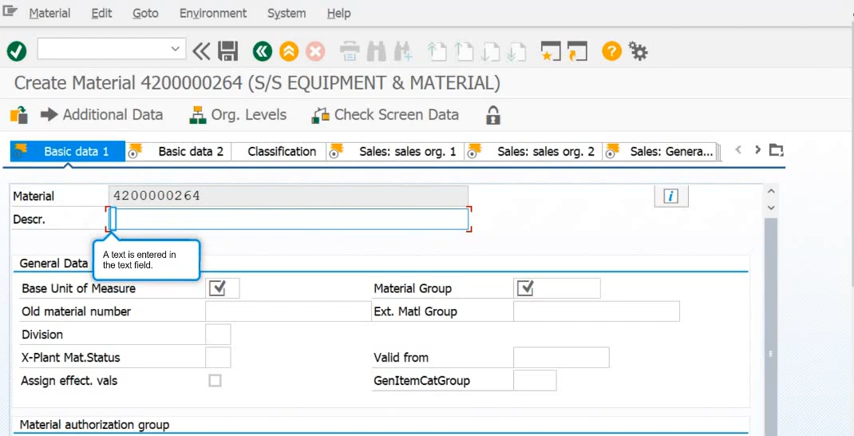 Material Edit Goto Environment System Help
Create Material 4200000264 (S/S EQUIPMENT & MATERIAL)
Additional Data Org. Levels Check Screen Data
Basic data 1 Basic data 2 Classification Sales: sales org. 1 Sales: sales org. 2 Sales: Genera...
Material 4200000264
Descr.
A text is entered in
the text field.
General Data
Base Unit of Measure Material Group
Old material number Ext. Matl Group
Division
X-Plant Mat.Status Valid from
Assign effect. vals GenItemCatGroup
Material authorization group